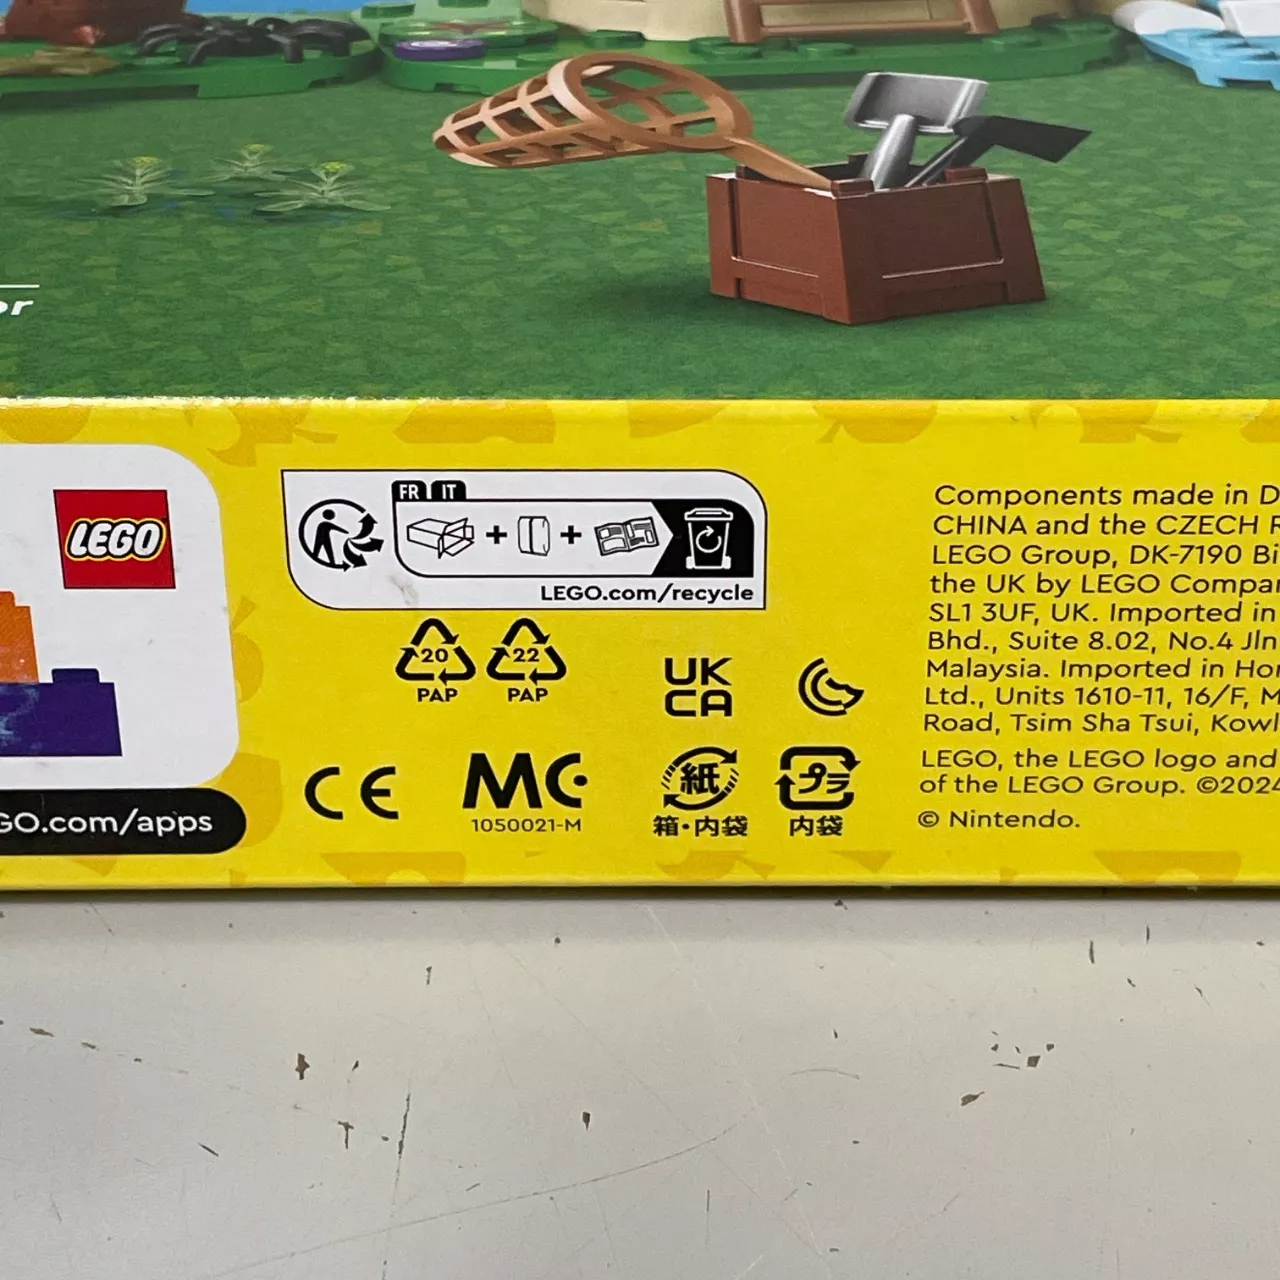 or
LEGO
GO.com/apps
FR IT
LEGO.com/recycle
20
PAP
22
PAP
UK
CA
CE
MC
1050021-M
紙
箱・内袋
プラ
内袋
Components made in D
CHINA and the CZECH R
LEGO Group, DK-7190 Bi
the UK by LEGO Compan
SL1 3UF, UK. Imported in
Bhd., Suite 8.02, No.4 Jln
Malaysia. Imported in Hon
Ltd., Units 1610-11, 16/F, M
Road, Tsim Sha Tsui, Kowl
LEGO, the LEGO logo and
of the LEGO Group. ©2024
© Nintendo.